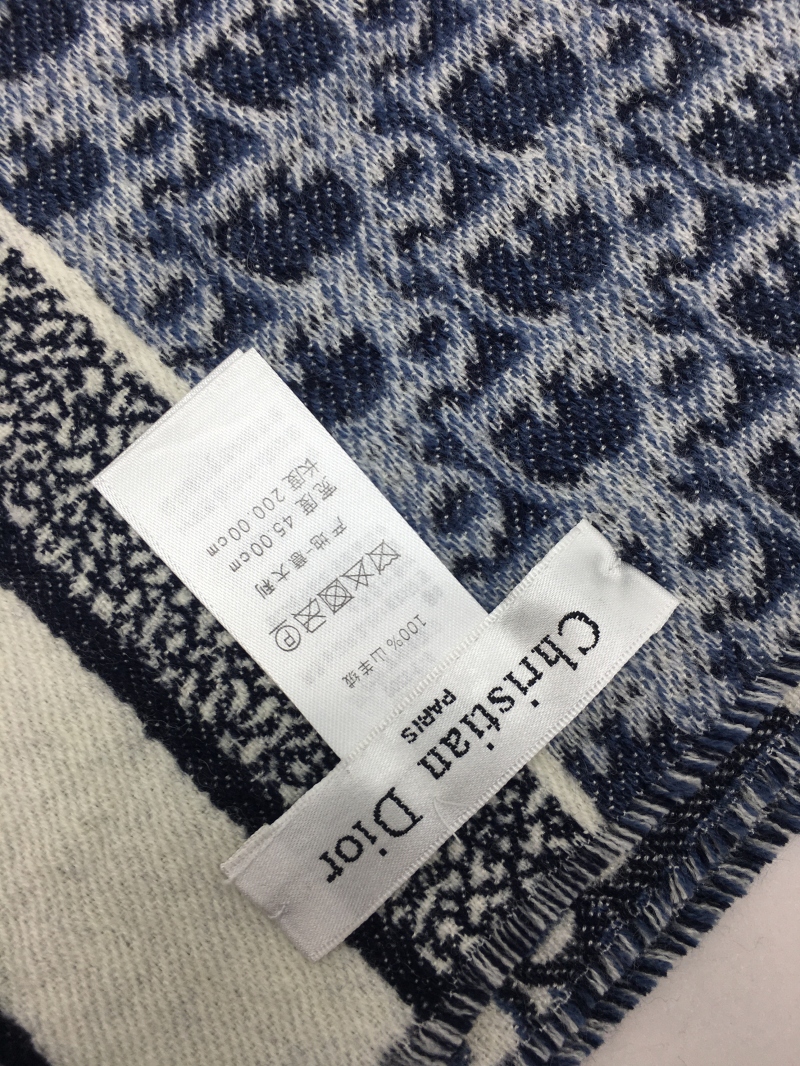 Christian Dior
PARIS
100% 山羊绒
P
产地-意大利
宽度 45.00cm
长度 200.00cm